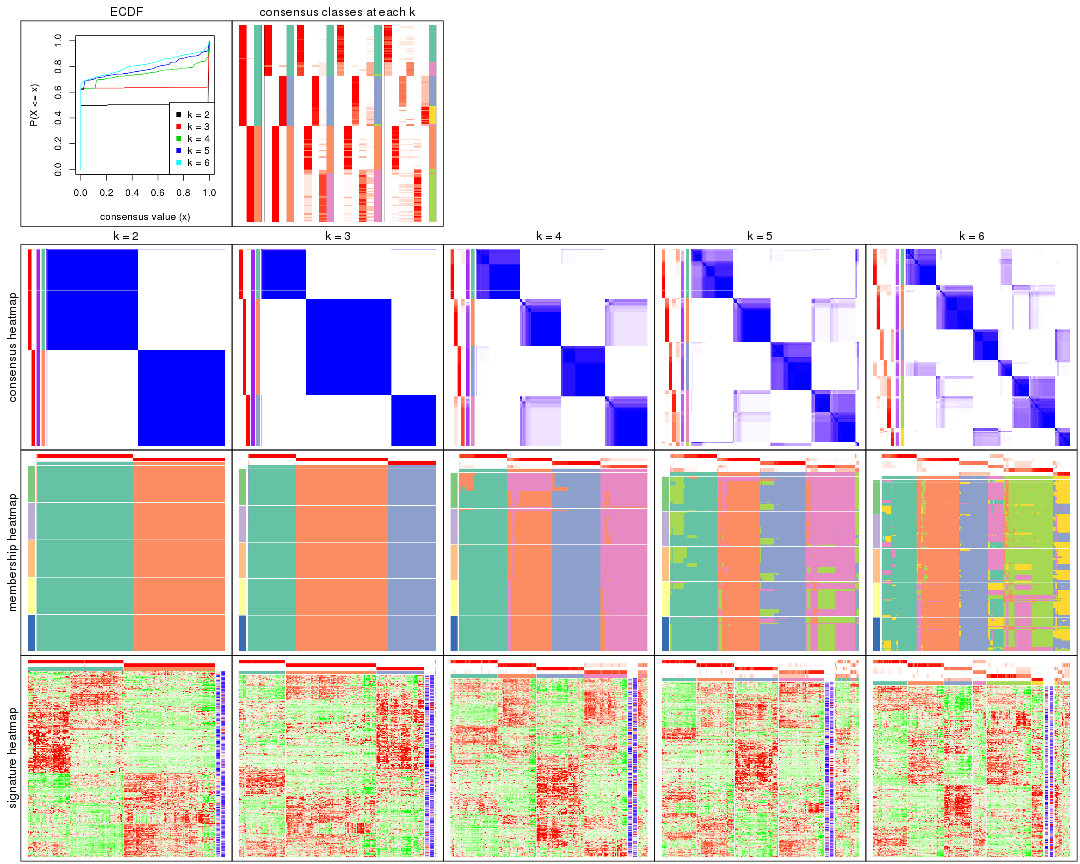 ECDF
consensus classes at each k
P(X <= x)
1.0
0.8
0.6
0.4
0.2
0.0
k = 2
k = 3
k = 4
k = 5
k = 6
0.0 0.2 0.4 0.6 0.8 1.0
consensus value (x)
k = 2
k = 3
k = 4
k = 5
k = 6
consensus heatmap
membership heatmap
signature heatmap